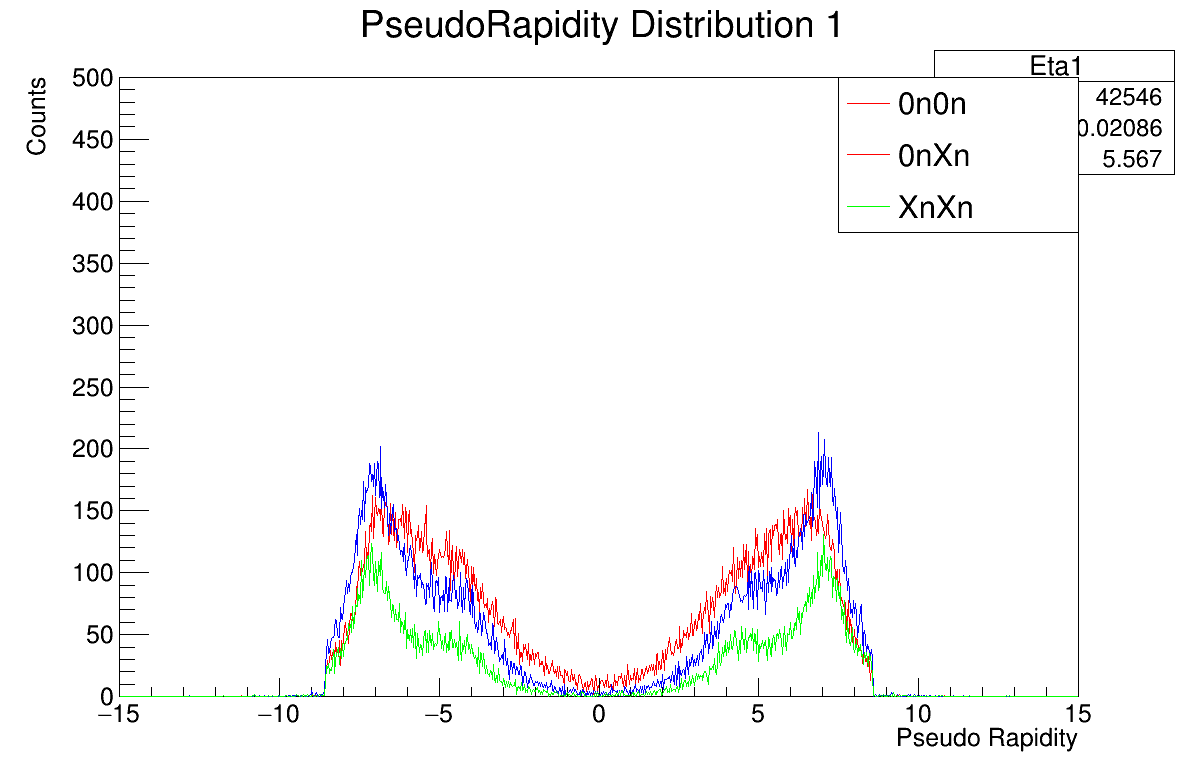 PseudoRapidity Distribution 1
Eta1
42546
0.02086
5.567
0n0n
0nXn
XnXn
Counts
500
450
400
350
300
250
200
150
100
50
0
−15 −10 −5 0 5 10 15
Pseudo Rapidity